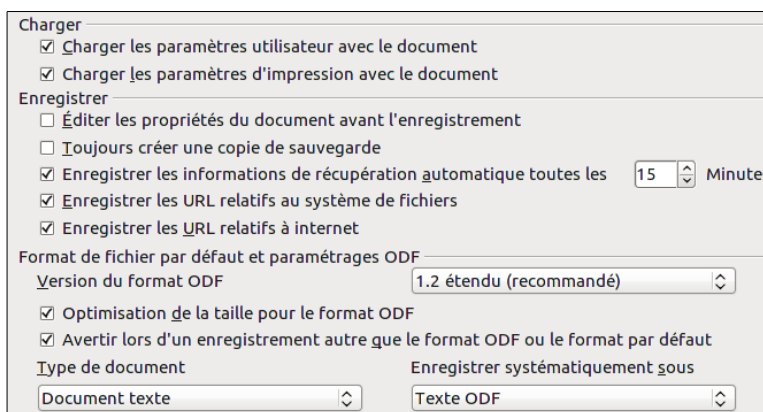 Charger
Charger les paramètres utilisateur avec le document
Charger les paramètres d'impression avec le document
Enregistrer
Éditer les propriétés du document avant l'enregistrement
Toujours créer une copie de sauvegarde
Enregistrer les informations de récupération automatique toutes les 15 Minute
Enregistrer les URL relatifs au système de fichiers
Enregistrer les URL relatifs à internet
Format de fichier par défaut et paramétrages ODF
Version du format ODF 1.2 étendu (recommandé)
Optimisation de la taille pour le format ODF
Avertir lors d'un enregistrement autre que le format ODF ou le format par défaut
Type de document Enregistrer systématiquement sous
Document texte Texte ODF